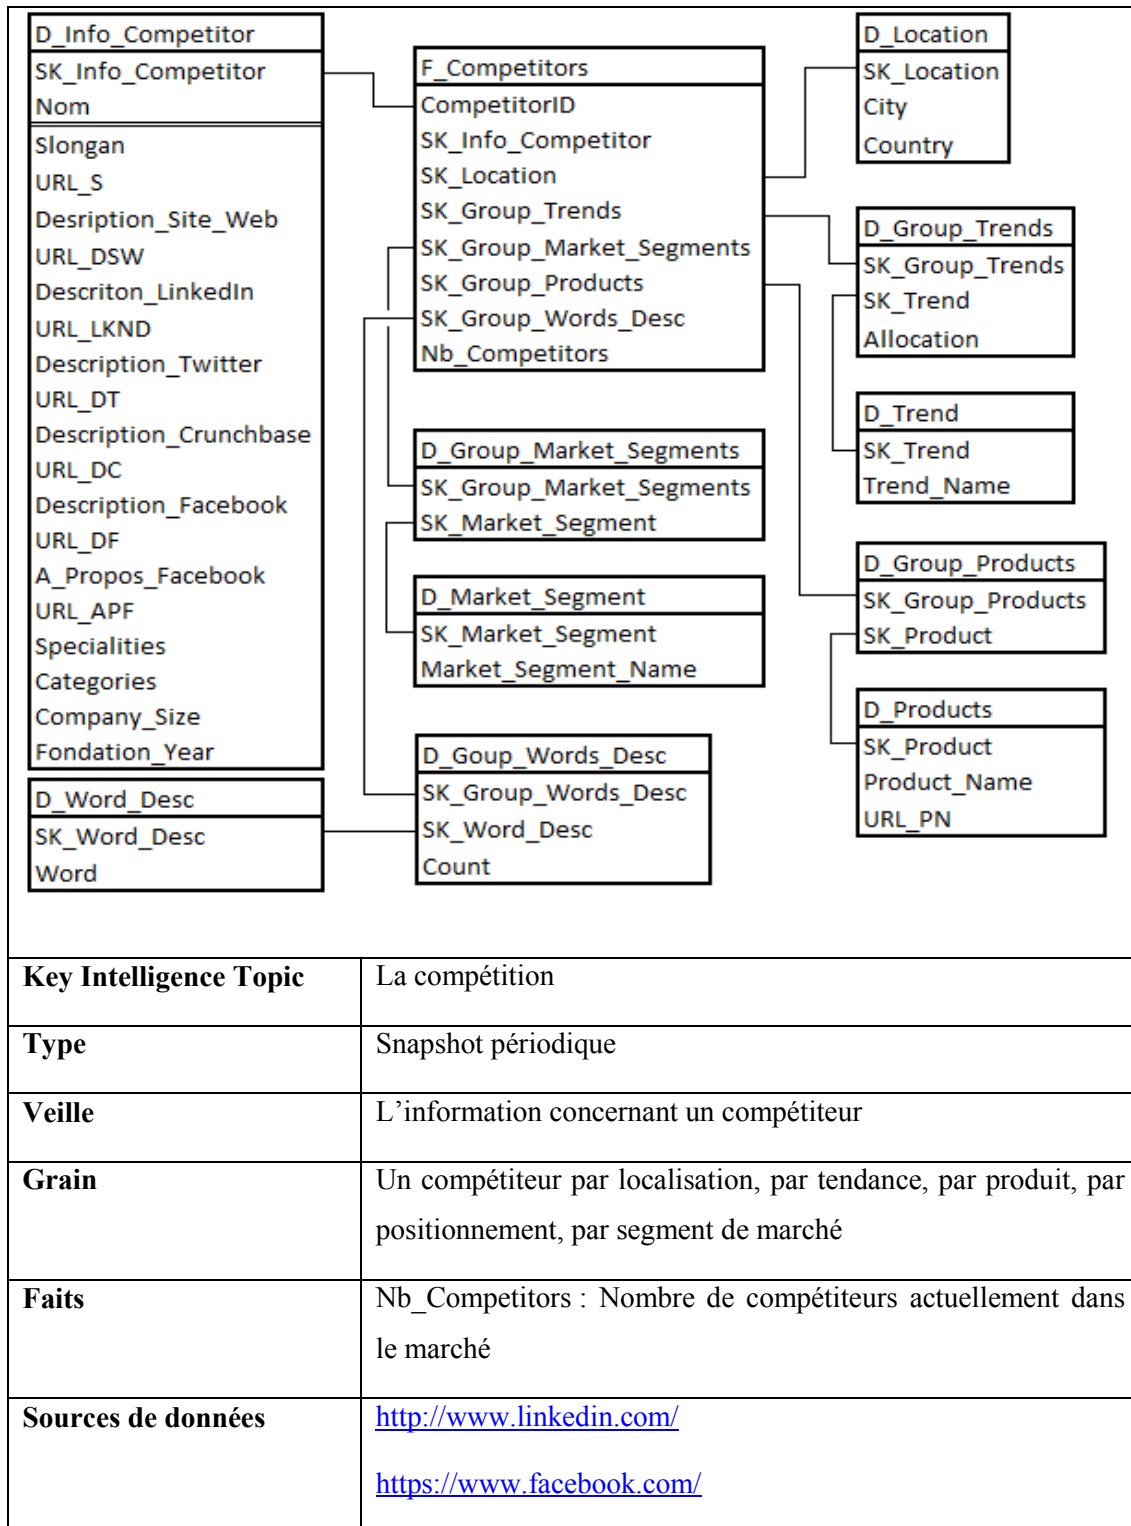 D_Info_Competitor
SK_Info_Competitor
Nom
Slongan
URL_S
Desription_Site_Web
URL_DSW
Descriton_LinkedIn
URL_LKND
Description_Twitter
URL_DT
Description_Crunchbase
URL_DC
Description_Facebook
URL_DF
A_Propos_Facebook
URL_APF
Specialities
Categories
Company_Size
Fondation_Year
D_Word_Desc
SK_Word_Desc
Word
F_Competitors
CompetitorID
SK_Info_Competitor
SK_Location
SK_Group_Trends
SK_Group_Market_Segments
SK_Group_Products
SK_Group_Words_Desc
Nb_Competitors
D_Group_Market_Segments
SK_Group_Market_Segments
SK_Market_Segment
D_Market_Segment
SK_Market_Segment
Market_Segment_Name
D_Goup_Words_Desc
SK_Group_Words_Desc
SK_Word_Desc
Count
D_Location
SK_Location
City
Country
D_Group_Trends
SK_Group_Trends
SK_Trend
Allocation
D_Trend
SK_Trend
Trend_Name
D_Group_Products
SK_Group_Products
SK_Product
D_Products
SK_Product
Product_Name
URL_PN
Key Intelligence Topic
La compétition
Type
Snapshot périodique
Veille
L’information concernant un compétiteur
Grain
Un compétiteur par localisation, par tendance, par produit, par
positionnement, par segment de marché
Faits
Nb_Competitors : Nombre de compétiteurs actuellement dans
le marché
Sources de données
http://www.linkedin.com/
https://www.facebook.com/